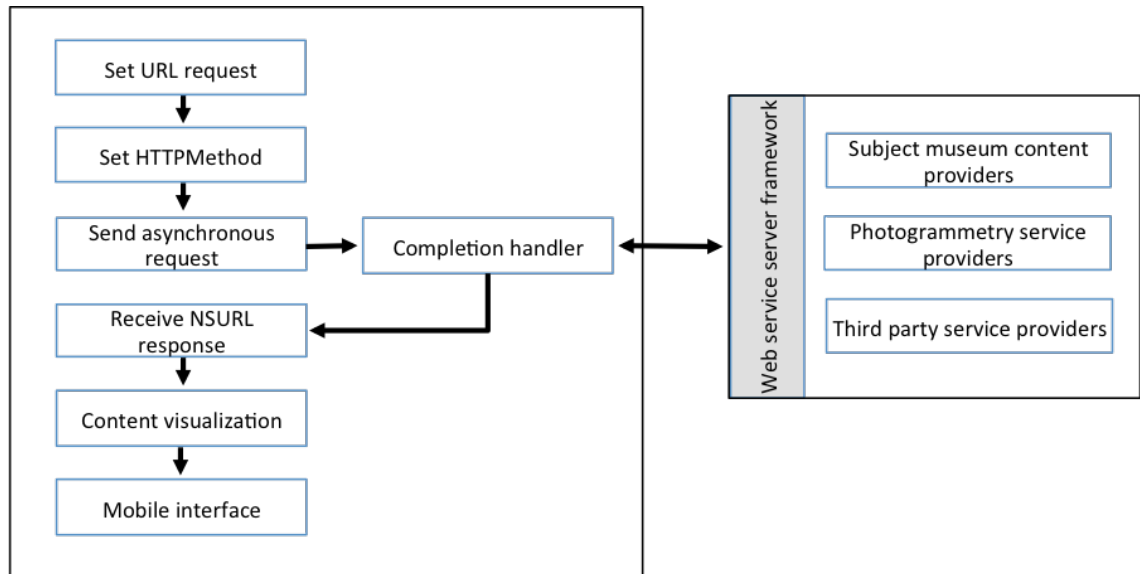 Set URL request
Set HTTPMethod
Send asynchronous
request
Completion handler
Receive NSURL
response
Content visualization
Mobile interface
Web service server framework
Subject museum content
providers
Photogrammetry service
providers
Third party service providers